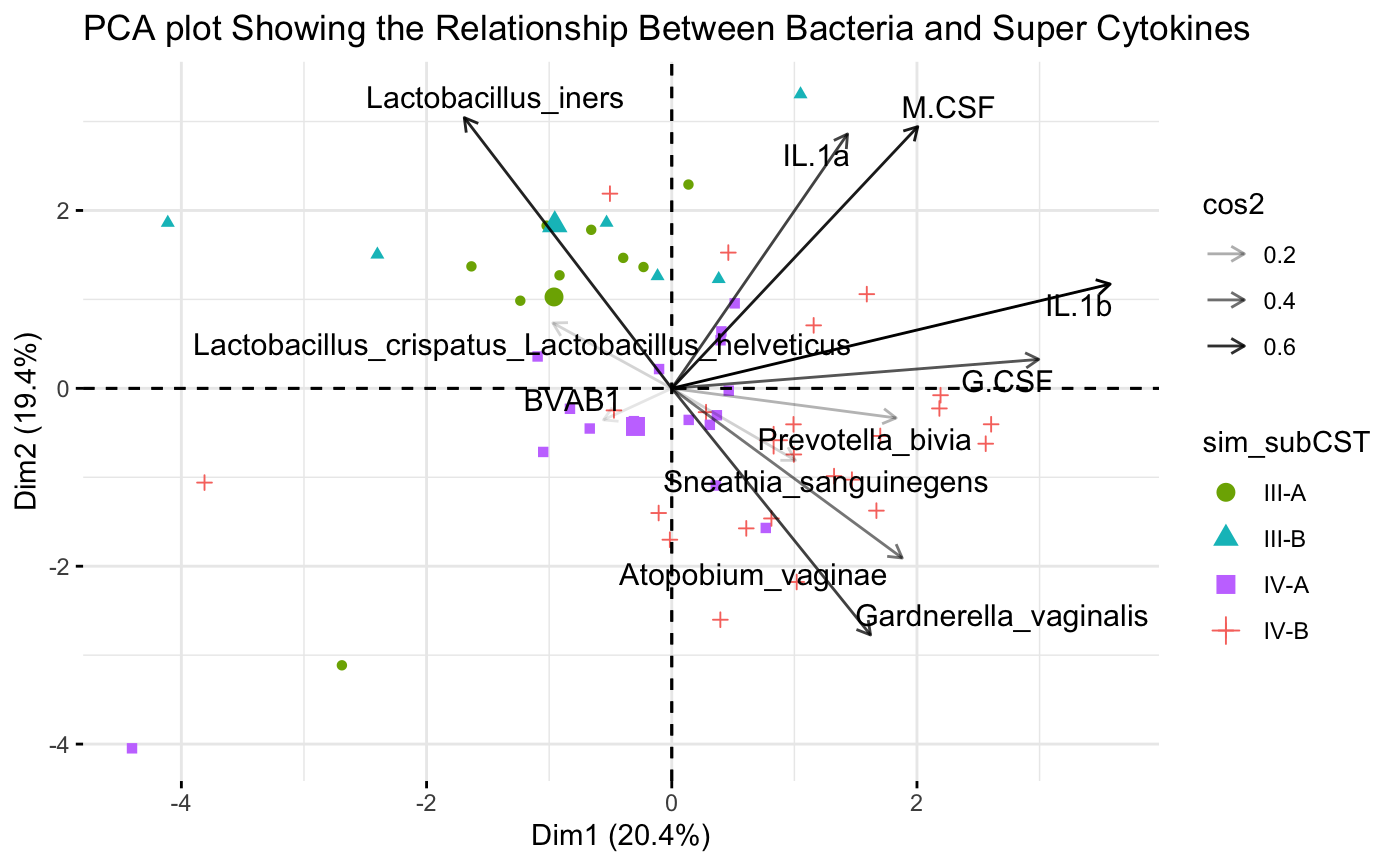 PCA plot Showing the Relationship Between Bacteria and Super Cytokines
Lactobacillus_iners
M.CSF
IL.1a
IL.1b
Lactobacillus_crispatus_Lactobacillus_helveticus
G.CSF
BVAB1
Prevotella_bivia
Sneathia_sanguinegens
Atopobium_vaginae
Gardnerella_vaginalis
2
0
-2
-4
Dim2 (19.4%)
-4
-2
0
2
Dim1 (20.4%)
cos2
0.2
0.4
0.6
sim_subCST
III-A
III-B
IV-A
IV-B